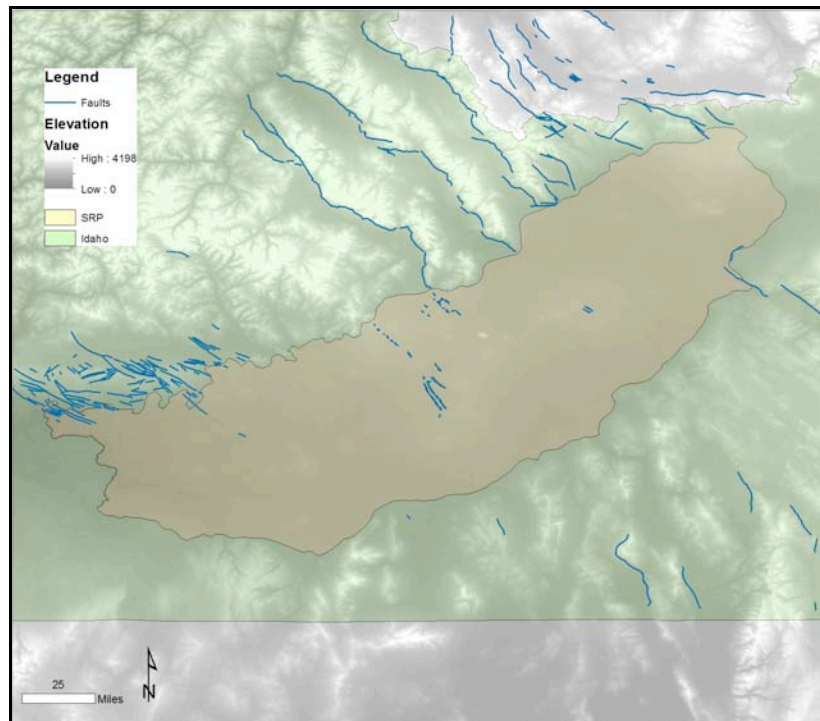 Legend
Faults
Elevation
Value
High : 4198
Low : 0
SRP
Idaho
N
25
Miles